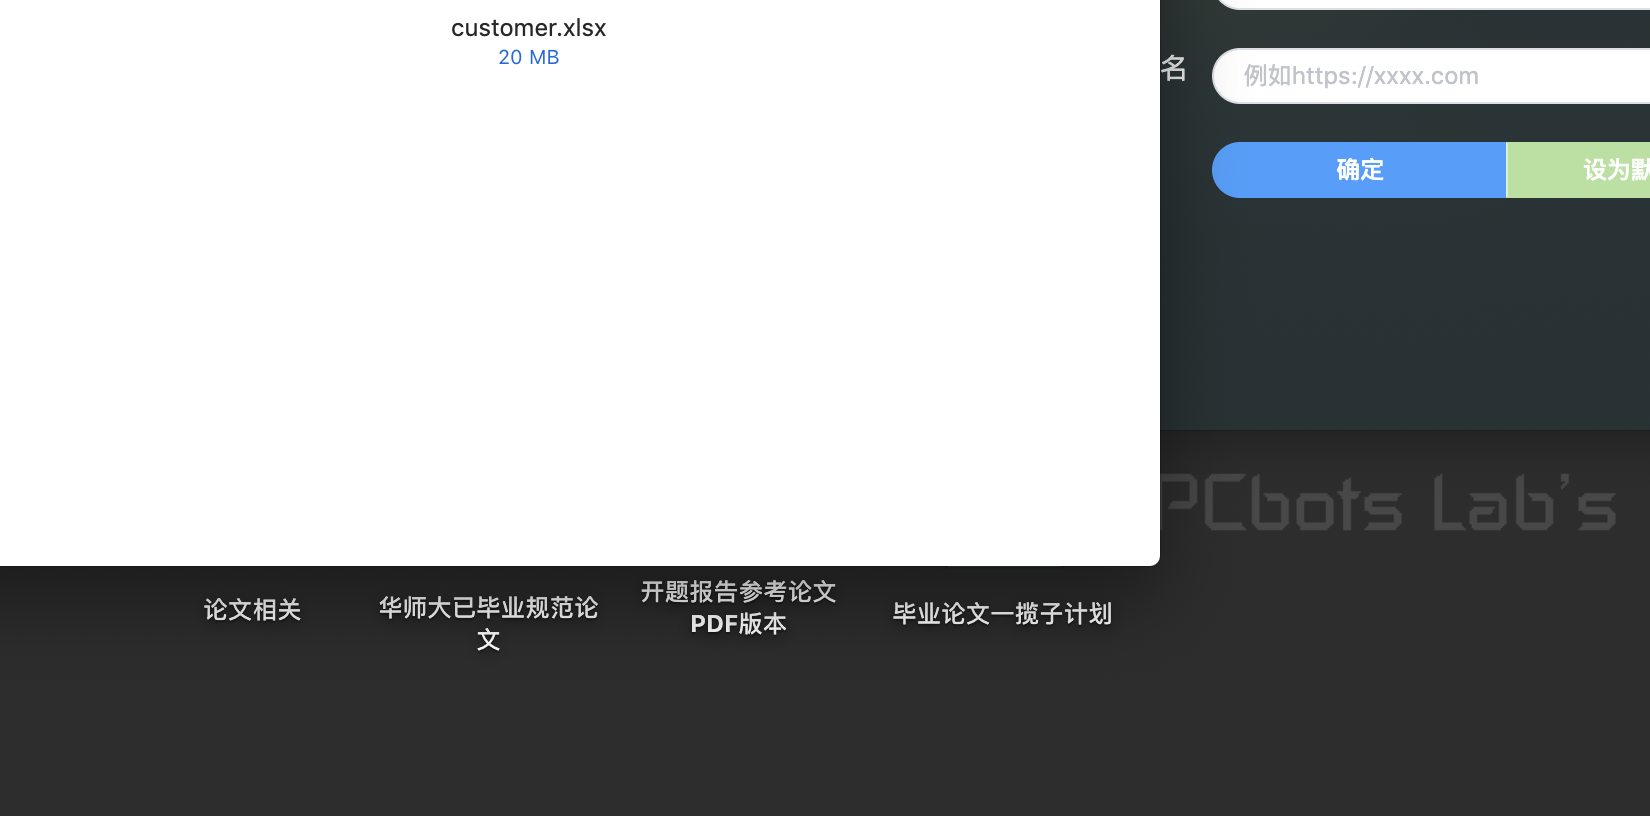 customer.xlsx
20 MB
名
例如https://xxxx.com
确定
设为默
PCbots Lab's
论文相关
华师大已毕业规范论
文
开题报告参考论文
PDF版本
毕业论文一揽子计划